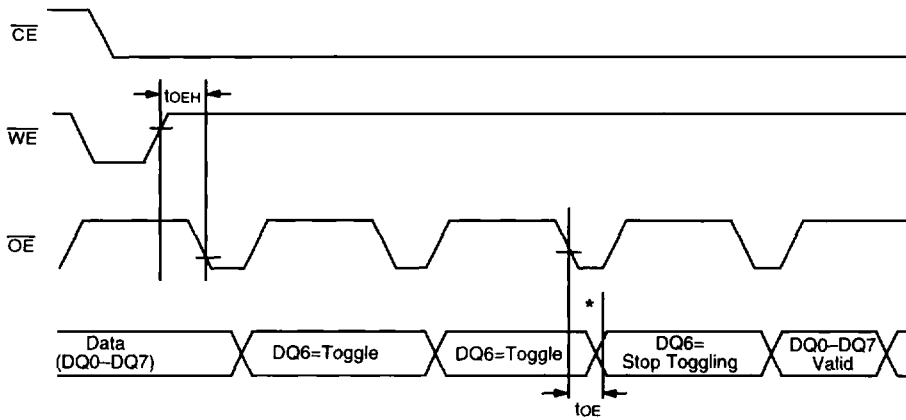 CE
tOEH
WE
OE
*
Data
(DQ0~DQ7)
DQ6=Toggle
DQ6=Toggle
DQ6=
Stop Toggling
DQ0~DQ7
Valid
tOE